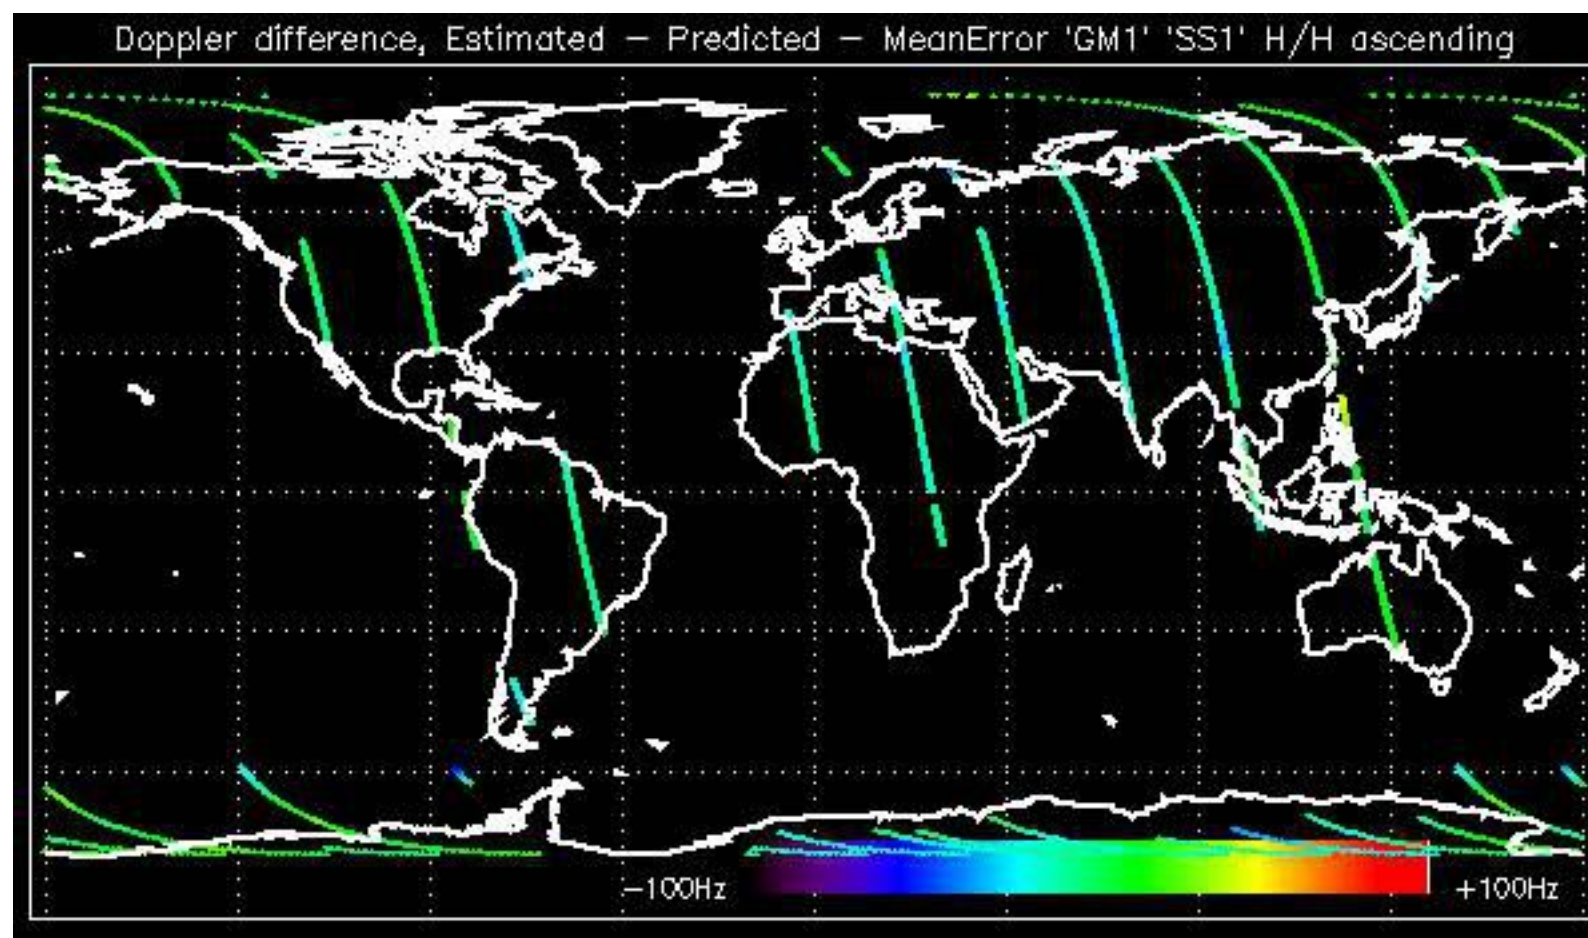 Doppler difference, Estimated – Predicted – MeanError 'GM1' 'SS1' H/H ascending
–100Hz
+100Hz